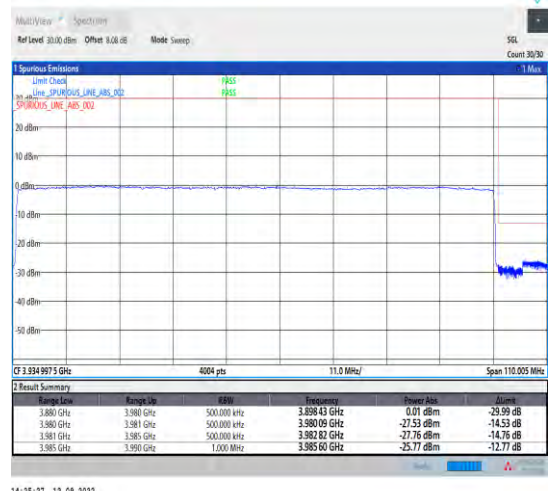 MultiView Spectrum
Ref Level 30.00 dBm Offset 8.08 dB Mode Sweep SGL
Count 30/30
1 Spurious Emissions 1 Max
Limit Check PASS
Line _SPURIOUS_LINE_ABS_002 PASS
SPURIOUS_LINE_ABS_002
20 dBm
10 dBm
0 dBm
-10 dBm
-20 dBm
-30 dBm
-40 dBm
-50 dBm
CF 3.934 997 5 GHz 4004 pts 11.0 MHz/ Span 110.005 MHz
2 Result Summary
Range Low Range Up RBW Frequency Power Abs ΔLimit
3.880 GHz 3.980 GHz 500.000 kHz 3.898 43 GHz 0.01 dBm -29.99 dB
3.980 GHz 3.981 GHz 500.000 kHz 3.980 09 GHz -27.53 dBm -14.53 dB
3.981 GHz 3.985 GHz 500.000 kHz 3.982 82 GHz -27.76 dBm -14.76 dB
3.985 GHz 3.990 GHz 1.000 MHz 3.985 60 GHz -25.77 dBm -12.77 dB